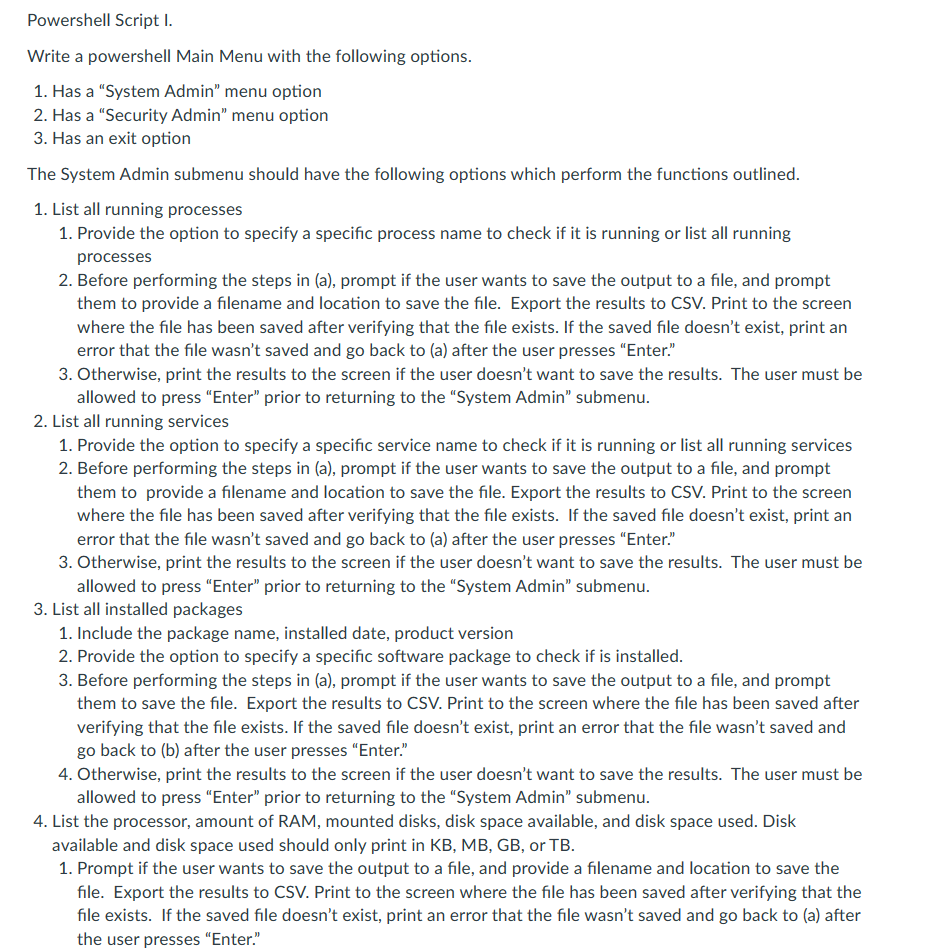 Powershell Script I.
Write a powershell Main Menu with the following options.
1. Has a “System Admin” menu option
2. Has a “Security Admin” menu option
3. Has an exit option
The System Admin submenu should have the following options which perform the functions outlined.
1. List all running processes
1. Provide the option to specify a specific process name to check if it is running or list all running
processes
2. Before performing the steps in (a), prompt if the user wants to save the output to a file, and prompt
them to provide a filename and location to save the file. Export the results to CSV. Print to the screen
where the file has been saved after verifying that the file exists. If the saved file doesn’t exist, print an
error that the file wasn’t saved and go back to (a) after the user presses “Enter.”
3. Otherwise, print the results to the screen if the user doesn’t want to save the results. The user must be
allowed to press “Enter” prior to returning to the “System Admin” submenu.
2. List all running services
1. Provide the option to specify a specific service name to check if it is running or list all running services
2. Before performing the steps in (a), prompt if the user wants to save the output to a file, and prompt
them to provide a filename and location to save the file. Export the results to CSV. Print to the screen
where the file has been saved after verifying that the file exists. If the saved file doesn’t exist, print an
error that the file wasn’t saved and go back to (a) after the user presses “Enter.”
3. Otherwise, print the results to the screen if the user doesn’t want to save the results. The user must be
allowed to press “Enter” prior to returning to the “System Admin” submenu.
3. List all installed packages
1. Include the package name, installed date, product version
2. Provide the option to specify a specific software package to check if is installed.
3. Before performing the steps in (a), prompt if the user wants to save the output to a file, and prompt
them to save the file. Export the results to CSV. Print to the screen where the file has been saved after
verifying that the file exists. If the saved file doesn’t exist, print an error that the file wasn’t saved and
go back to (b) after the user presses “Enter.”
4. Otherwise, print the results to the screen if the user doesn’t want to save the results. The user must be
allowed to press “Enter” prior to returning to the “System Admin” submenu.
4. List the processor, amount of RAM, mounted disks, disk space available, and disk space used. Disk
available and disk space used should only print in KB, MB, GB, or TB.
1. Prompt if the user wants to save the output to a file, and provide a filename and location to save the
file. Export the results to CSV. Print to the screen where the file has been saved after verifying that the
file exists. If the saved file doesn’t exist, print an error that the file wasn’t saved and go back to (a) after
the user presses “Enter.”